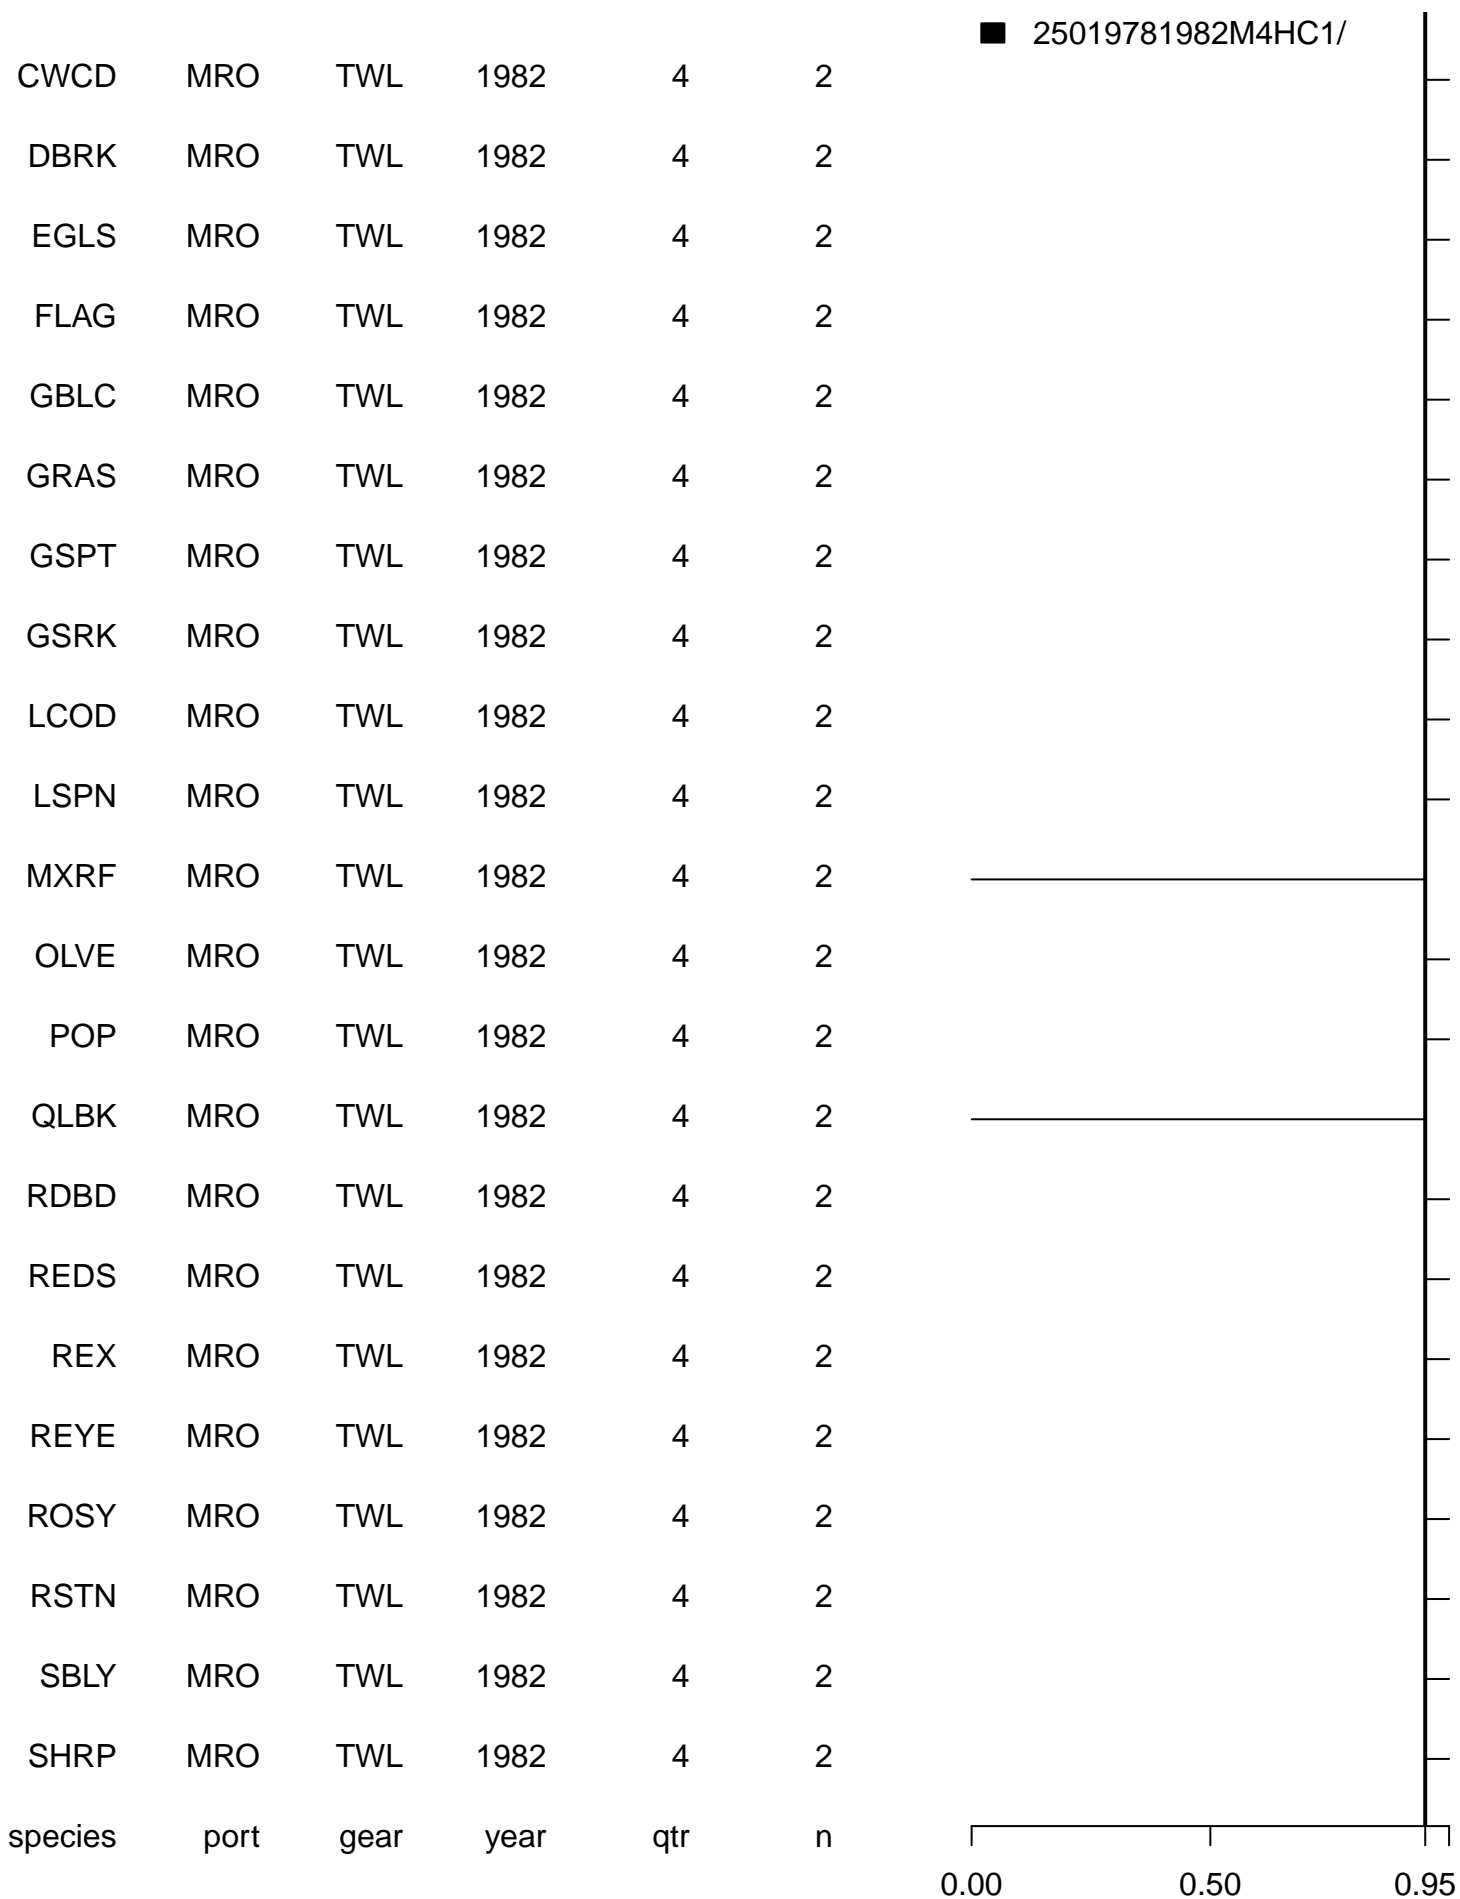 25019781982M4HC1/
CWCD MRO TWL 1982 4 2
DBRK MRO TWL 1982 4 2
EGLS MRO TWL 1982 4 2
FLAG MRO TWL 1982 4 2
GBLC MRO TWL 1982 4 2
GRAS MRO TWL 1982 4 2
GSPT MRO TWL 1982 4 2
GSRK MRO TWL 1982 4 2
LCOD MRO TWL 1982 4 2
LSPN MRO TWL 1982 4 2
MXRF MRO TWL 1982 4 2
OLVE MRO TWL 1982 4 2
POP MRO TWL 1982 4 2
QLBK MRO TWL 1982 4 2
RDBD MRO TWL 1982 4 2
REDS MRO TWL 1982 4 2
REX MRO TWL 1982 4 2
REYE MRO TWL 1982 4 2
ROSY MRO TWL 1982 4 2
RSTN MRO TWL 1982 4 2
SBLY MRO TWL 1982 4 2
SHRP MRO TWL 1982 4 2
species port gear year qtr n
0.00 0.50 0.95